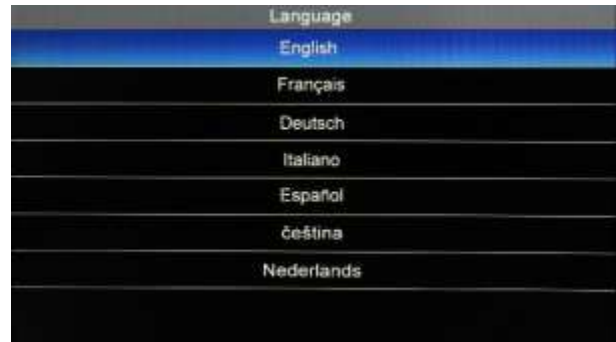 Language
English
Français
Deutsch
Italiano
Español
čeština
Nederlands